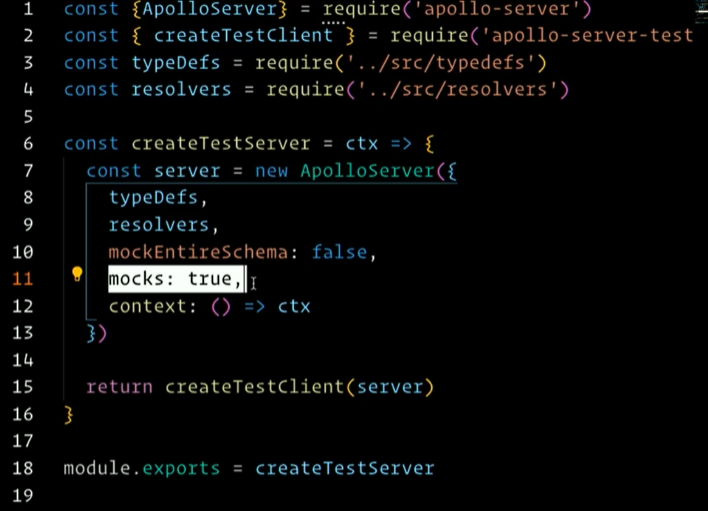 1 const {ApolloServer} = require('apollo-server')
2 const { createTestClient } = require('apollo-server-test
3 const typeDefs = require('../src/typedefs')
4 const resolvers = require('../src/resolvers')
5
6 const createTestServer = ctx => {
7 const server = new ApolloServer({
8 typeDefs,
9 resolvers,
10 mockEntireSchema: false,
11 mocks: true,
12 context: () => ctx
13 })
14
15 return createTestClient(server)
16 }
17
18 module.exports = createTestServer
19